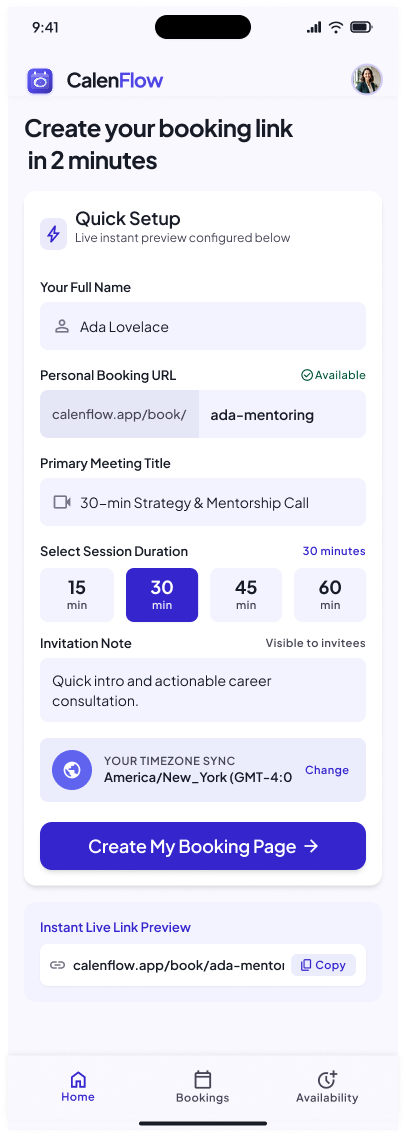 9:41
CalenFlow
Create your booking link
in 2 minutes
Quick Setup
Live instant preview configured below
Your Full Name
Ada Lovelace
Personal Booking URL
Available
calenflow.app/book/
ada-mentoring
Primary Meeting Title
30-min Strategy & Mentorship Call
Select Session Duration
30 minutes
15
min
30
min
45
min
60
min
Invitation Note
Visible to invitees
Quick intro and actionable career
consultation.
YOUR TIMEZONE SYNC
America/New_York (GMT-4:0
Change
Create My Booking Page →
Instant Live Link Preview
calenflow.app/book/ada-mentor
Copy
Home
Bookings
Availability